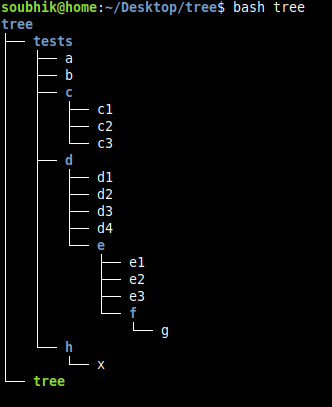 soubhik@home:~/Desktop/tree$ bash tree
tree
├── tests
│   ├── a
│   ├── b
│   ├── c
│   │   ├── c1
│   │   ├── c2
│   │   └── c3
│   ├── d
│   │   ├── d1
│   │   ├── d2
│   │   ├── d3
│   │   ├── d4
│   │   └── e
│   │       ├── e1
│   │       ├── e2
│   │       ├── e3
│   │       └── f
│   │           └── g
│   └── h
│       └── x
└── tree